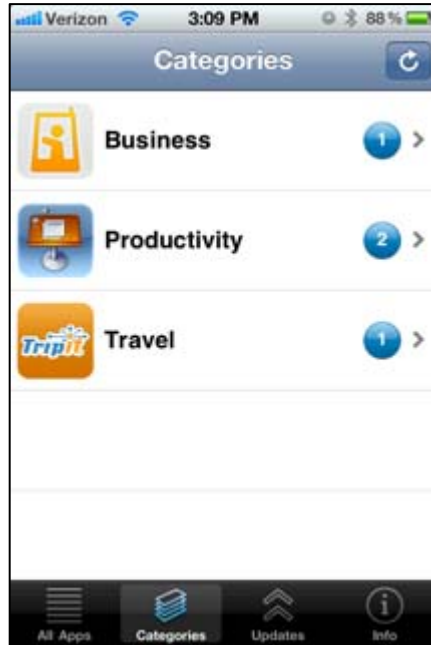 Verizon 3:09 PM 88%
Categories
Business 1
Productivity 2
TripIt Travel 1
All Apps Categories Updates Info